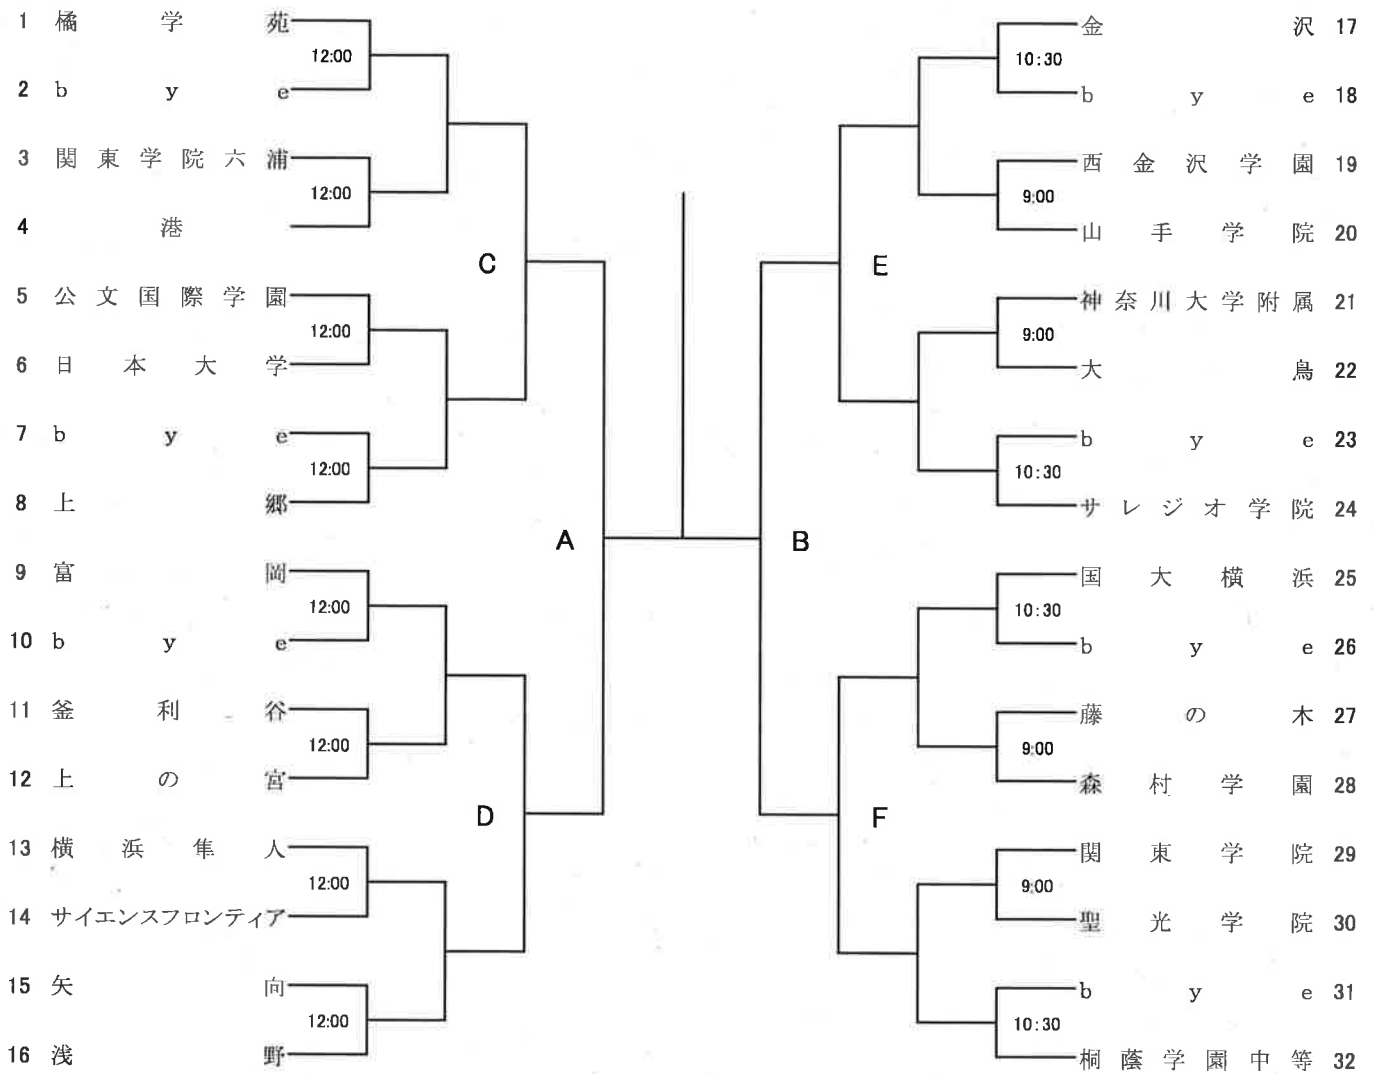 1 橘学苑
12:00
2 bye
3 関東学院六浦
12:00
4 港
C
5 公文国際学園
12:00
6 日本大学
7 bye
12:00
8 上郷
A
9 富岡
12:00
10 bye
11 釜利谷
12:00
12 上の宮
D
13 横浜隼人
12:00
14 サイエンスフロンティア
15 矢向
12:00
16 浅野
金沢 17
10:30
bye 18
西金沢学園 19
9:00
山手学院 20
E
神奈川大学附属 21
9:00
大鳥 22
bye 23
10:30
サレジオ学院 24
B
国大横浜 25
10:30
bye 26
藤の木 27
9:00
森村学園 28
F
関東学院 29
9:00
聖光学院 30
bye 31
10:30
桐蔭学園中等 32